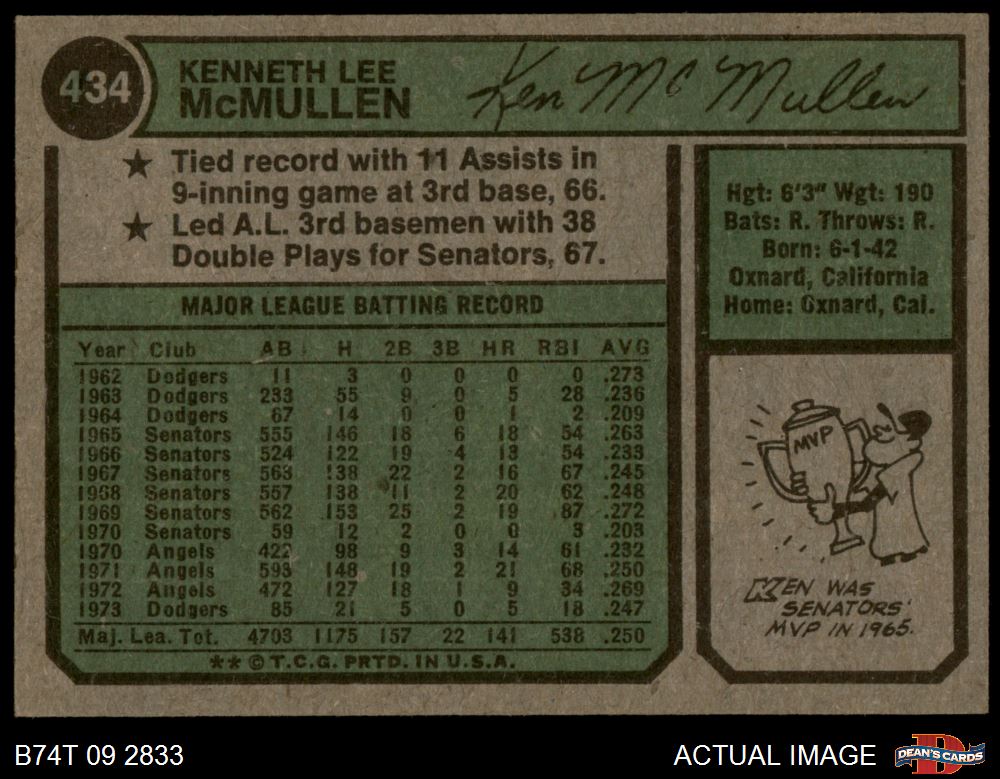 434
KENNETH LEE
McMULLEN
Ken McMullen
★ Tied record with 11 Assists in
9-inning game at 3rd base, 66.
★ Led A.L. 3rd basemen with 38
Double Plays for Senators, 67.
MAJOR LEAGUE BATTING RECORD
Year Club AB H 2B 3B HR RBI AVG
1962 Dodgers 11 3 0 0 0 0 .273
1963 Dodgers 233 55 9 0 5 28 .236
1964 Dodgers 67 14 0 0 1 2 .209
1965 Senators 555 146 18 6 18 54 .263
1966 Senators 524 122 19 4 13 54 .233
1967 Senators 563 138 22 2 16 67 .245
1968 Senators 557 138 11 2 20 62 .248
1969 Senators 562 153 25 2 19 87 .272
1970 Senators 59 12 2 0 0 3 .203
1970 Angels 422 98 9 3 14 61 .232
1971 Angels 593 148 19 2 21 68 .250
1972 Angels 472 127 18 1 9 34 .269
1973 Dodgers 85 21 5 0 5 18 .247
Maj. Lea. Tot. 4703 1175 157 22 141 538 .250
** © T.C.G. PRTD. IN U.S.A.
Hgt: 6'3" Wgt: 190
Bats: R. Throws: R.
Born: 6-1-42
Oxnard, California
Home: Oxnard, Cal.
MVP
KEN WAS
SENATORS'
MVP IN 1965.
B74T 09 2833
ACTUAL IMAGE
DEAN'S CARDS